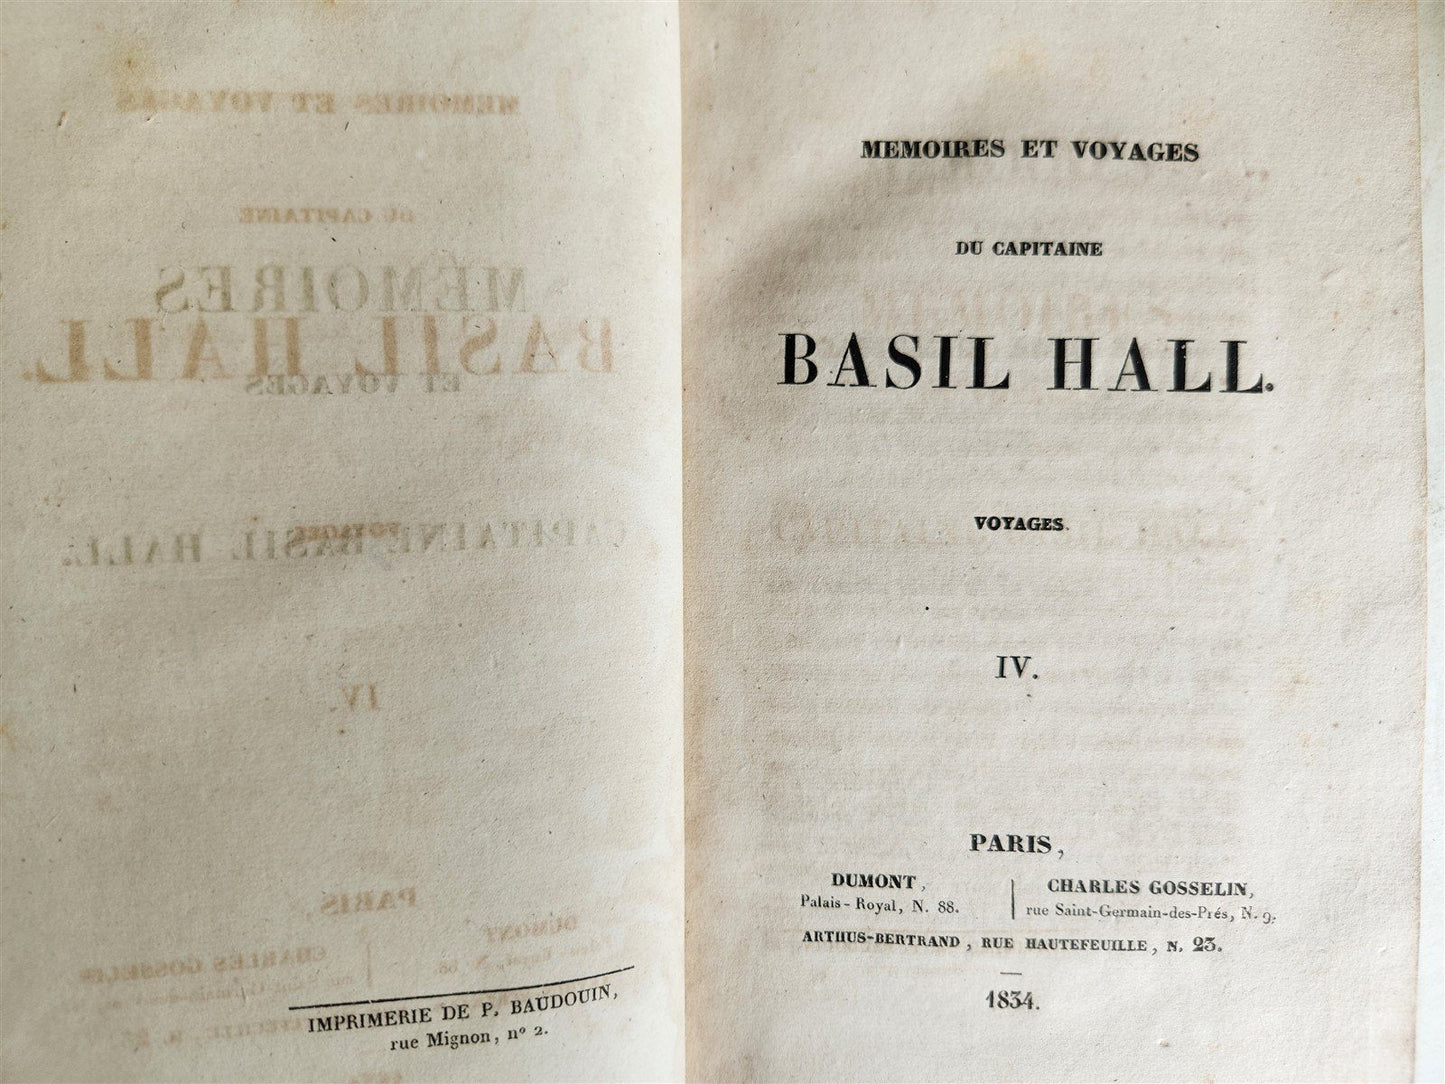 IMPRIMERIE DE P. BAUDOUIN,
rue Mignon, nº 2.
MEMOIRES ET VOYAGES
DU CAPITAINE
BASIL HALL.
VOYAGES.
IV.
PARIS,
DUMONT,
Palais-Royal, N. 88.
CHARLES GOSSELIN,
rue Saint-Germain-des-Prés, N. 9.
ARTHUS-BERTRAND, RUE HAUTEFEUILLE, N. 23.
1834.